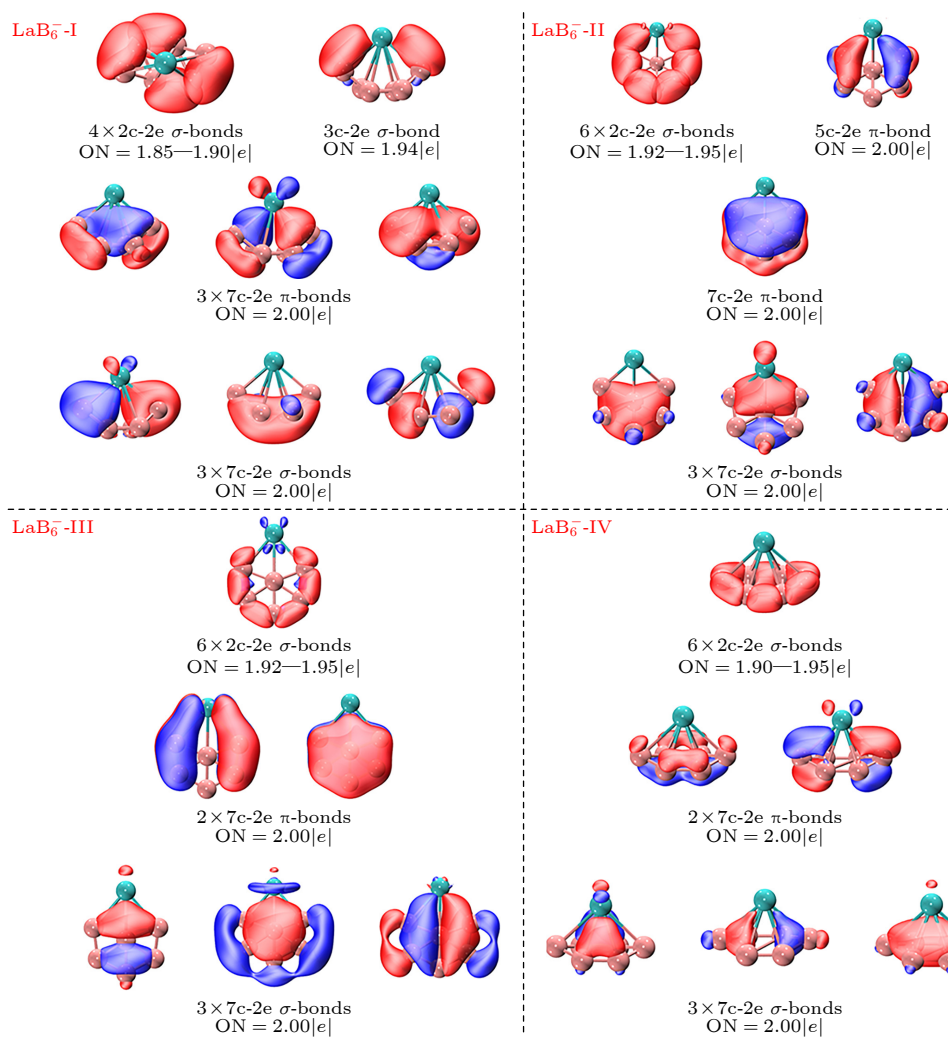 LaB₆⁻-I
4×2c-2e σ-bonds
ON = 1.85—1.90|e|
3c-2e σ-bond
ON = 1.94|e|
3×7c-2e π-bonds
ON = 2.00|e|
3×7c-2e σ-bonds
ON = 2.00|e|
LaB₆⁻-II
6×2c-2e σ-bonds
ON = 1.92—1.95|e|
5c-2e π-bond
ON = 2.00|e|
7c-2e π-bond
ON = 2.00|e|
3×7c-2e σ-bonds
ON = 2.00|e|
LaB₆⁻-III
6×2c-2e σ-bonds
ON = 1.92—1.95|e|
2×7c-2e π-bonds
ON = 2.00|e|
3×7c-2e σ-bonds
ON = 2.00|e|
LaB₆⁻-IV
6×2c-2e σ-bonds
ON = 1.90—1.95|e|
2×7c-2e π-bonds
ON = 2.00|e|
3×7c-2e σ-bonds
ON = 2.00|e|